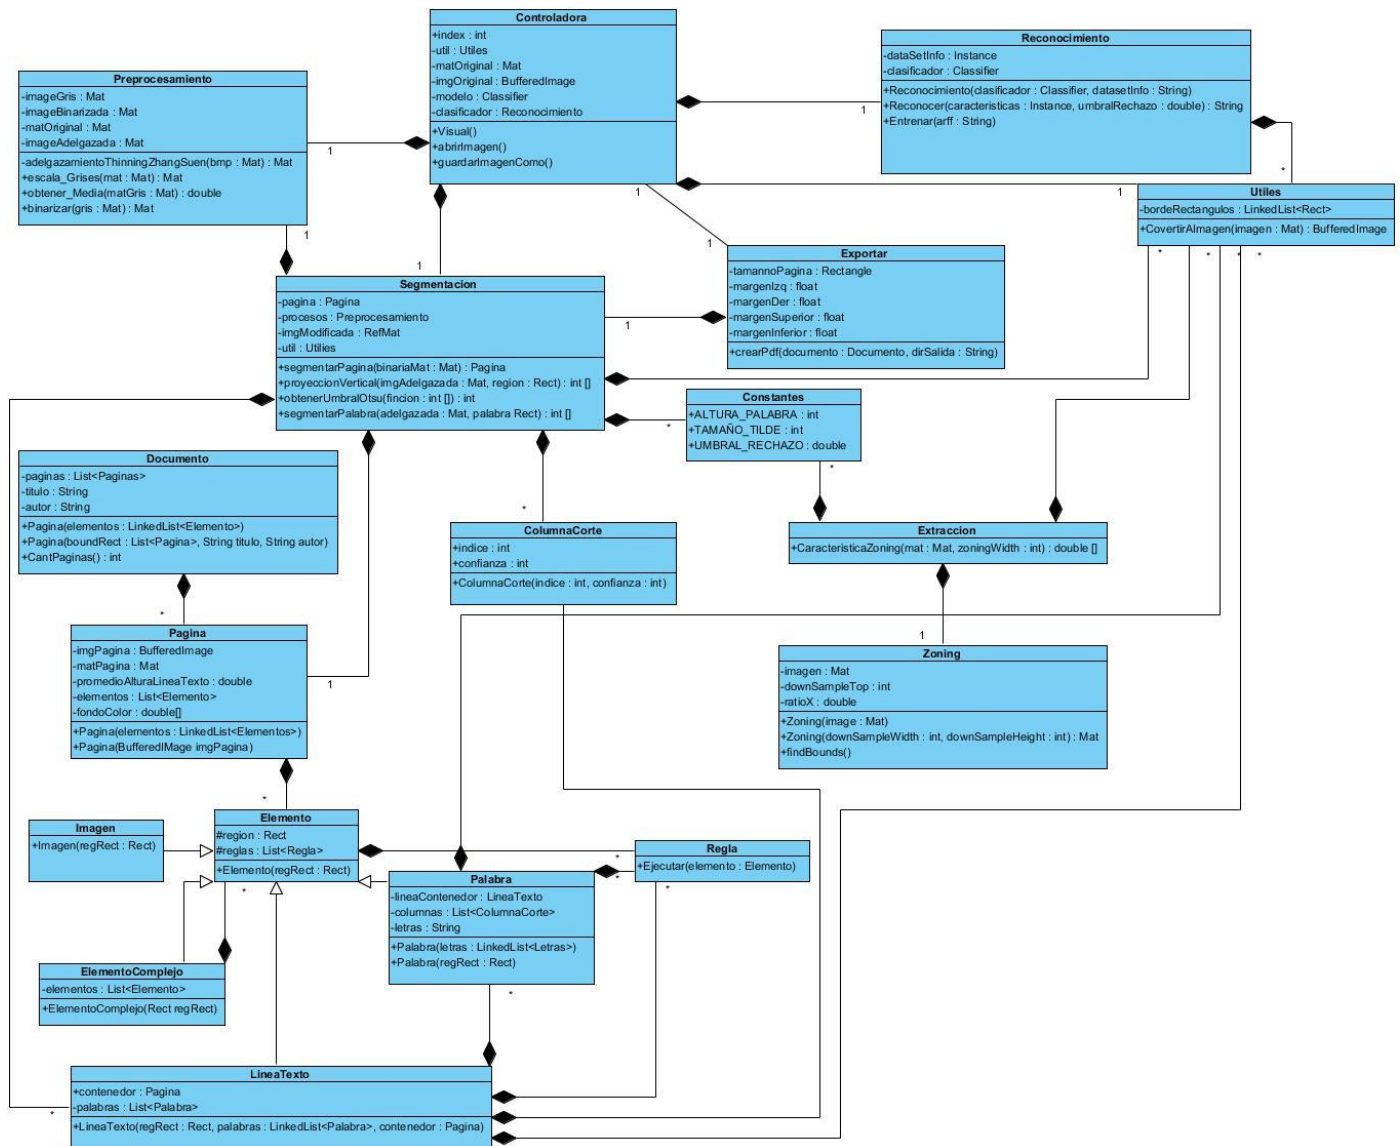 Controladora
+index : int
-util : Utiles
-matOriginal : Mat
-imgOriginal : BufferedImage
-modelo : Classifier
-clasificador : Reconocimiento
+Visual()
+abrirImagen()
+guardarImagenComo()
Reconocimiento
-dataSetInfo : Instance
-clasificador : Classifier
+Reconocimiento(clasificador : Classifier, datasetInfo : String)
+Reconocer(caracteristicas : Instance, umbralRechazo : double) : String
+Entrenar(arff : String)
Preprocesamiento
-imageGris : Mat
-imageBinarizada : Mat
-matOriginal : Mat
-imageAdelgazada : Mat
-adelgazamientoThinningZhangSuen(bmp : Mat) : Mat
+escala_Grises(mat : Mat) : Mat
+obtener_Media(matGris : Mat) : double
+binarizar(gris : Mat) : Mat
1
1
*
1
1
1
1
1
Utiles
-bordeRectangulos : LinkedList<Rect>
+CovertirAImagen(imagen : Mat) : BufferedImage
*
*
*
*
Exportar
-tamannoPagina : Rectangle
-margenIzq : float
-margenDer : float
-margenSuperior : float
-margenInferior : float
+crearPdf(documento : Documento, dirSalida : String)
Segmentacion
-pagina : Pagina
-procesos : Preprocesamiento
-imgModificada : RefMat
-util : Utilies
+segmentarPagina(binariaMat : Mat) : Pagina
+proyeccionVertical(imgAdelgazada : Mat, region : Rect) : int []
+obtenerUmbralOtsu(fincion : int []) : int
+segmentarPalabra(adelgazada : Mat, palabra Rect) : int []
1
*
Constantes
+ALTURA_PALABRA : int
+TAMAÑO_TILDE : int
+UMBRAL_RECHAZO : double
*
Documento
-paginas : List<Paginas>
-titulo : String
-autor : String
+Pagina(elementos : LinkedList<Elemento>)
+Pagina(boundRect : List<Pagina>, String titulo, String autor)
+CantPaginas() : int
*
ColumnaCorte
+indice : int
+confianza : int
+ColumnaCorte(indice : int, confianza : int)
Extraccion
+CaracteristicaZoning(mat : Mat, zoningWidth : int) : double []
*
1
Pagina
-imgPagina : BufferedImage
-matPagina : Mat
-promedioAlturaLineaTexto : double
-elementos : List<Elemento>
-fondoColor : double[]
+Pagina(elementos : LinkedList<Elementos>)
+Pagina(BufferedIMage imgPagina)
1
Zoning
-imagen : Mat
-downSampleTop : int
-ratioX : double
+Zoning(image : Mat)
+Zoning(downSampleWidth : int, downSampleHeight : int) : Mat
+findBounds()
*
Imagen
+Imagen(regRect : Rect)
Elemento
#region : Rect
#reglas : List<Regla>
+Elemento(regRect : Rect)
*
Regla
+Ejecutar(elemento : Elemento)
*
*
*
Palabra
-lineaContenedor : LineaTexto
-columnas : List<ColumnaCorte>
-letras : String
+Palabra(letras : LinkedList<Letras>)
+Palabra(regRect : Rect)
*
ElementoComplejo
-elementos : List<Elemento>
+ElementoComplejo(Rect regRect)
LineaTexto
+contenedor : Pagina
-palabras : List<Palabra>
+LineaTexto(regRect : Rect, palabras : LinkedList<Palabra>, contenedor : Pagina)
*